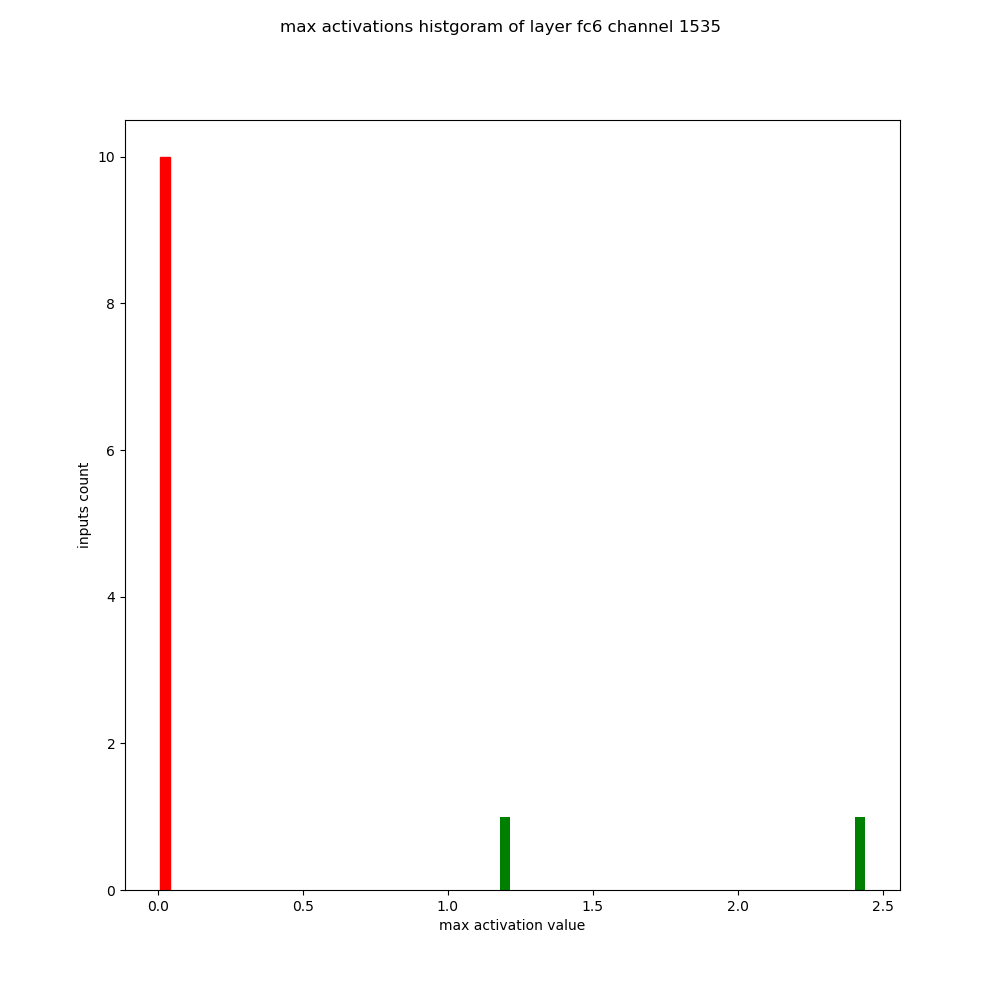 max activations histgoram of layer fc6 channel 1535
10
8
6
4
2
0
inputs count
0.0 0.5 1.0 1.5 2.0 2.5
max activation value